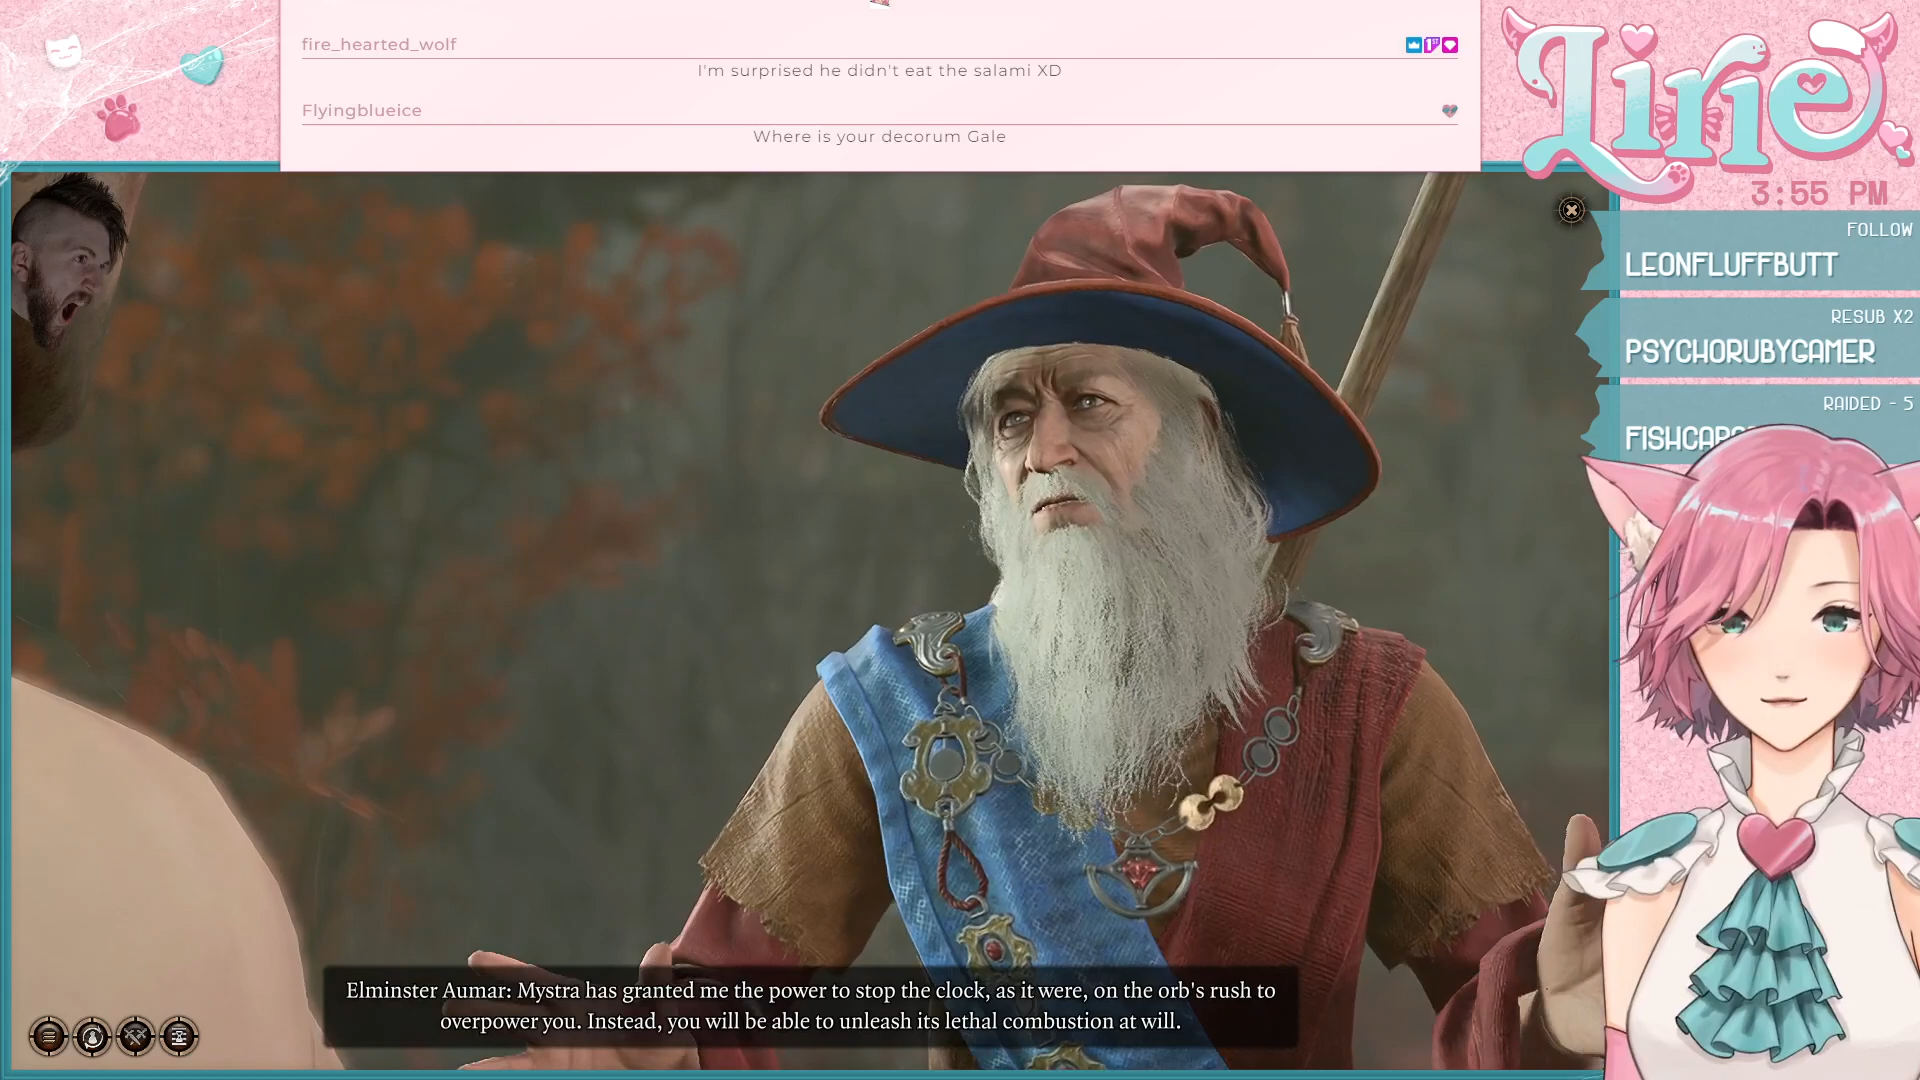 fire_hearted_wolf
I'm surprised he didn't eat the salami XD
Flyingblueice
Where is your decorum Gale
Lirie
3:55 PM
FOLLOW
LEONFLUFFBUTT
RESUB X2
PSYCHORUBYGAMER
RAIDED - 5
Elminster Aumar: Mystra has granted me the power to stop the clock, as it were, on the orb's rush to
overpower you. Instead, you will be able to unleash its lethal combustion at will.